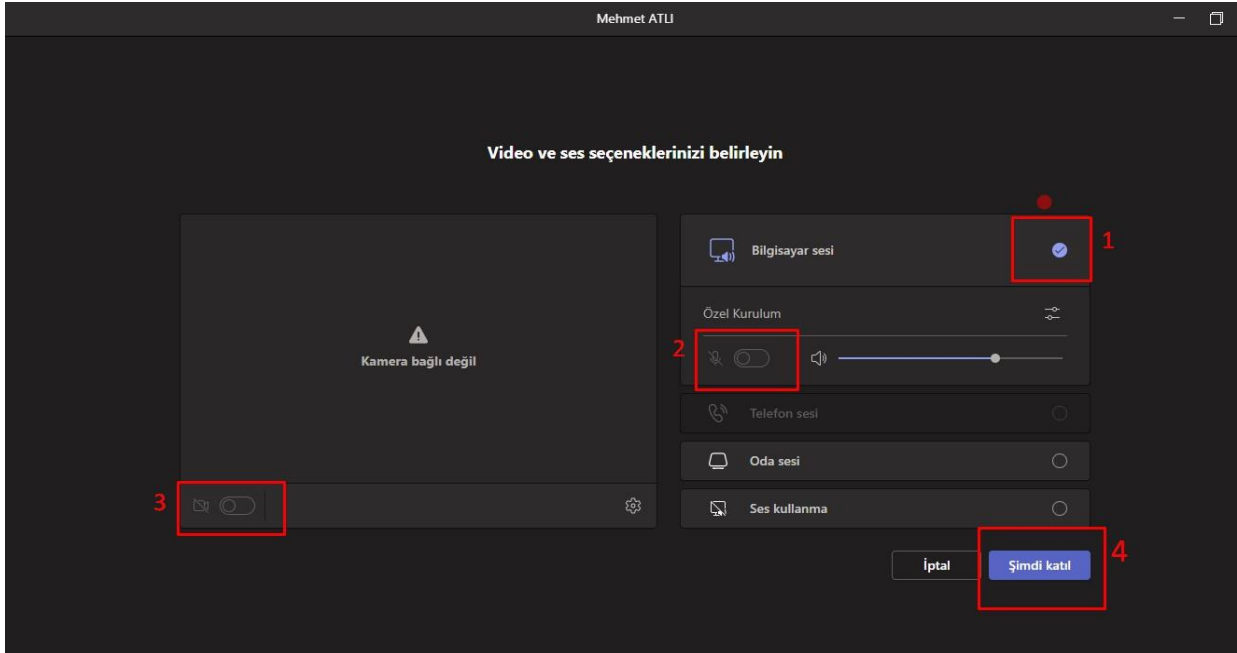 Mehmet ATLI
Video ve ses seçeneklerinizi belirleyin
1
Bilgisayar sesi
Özel Kurulum
2
Kamera bağlı değil
Telefon sesi
Oda sesi
3
Ses kullanma
4
İptal
Şimdi katıl